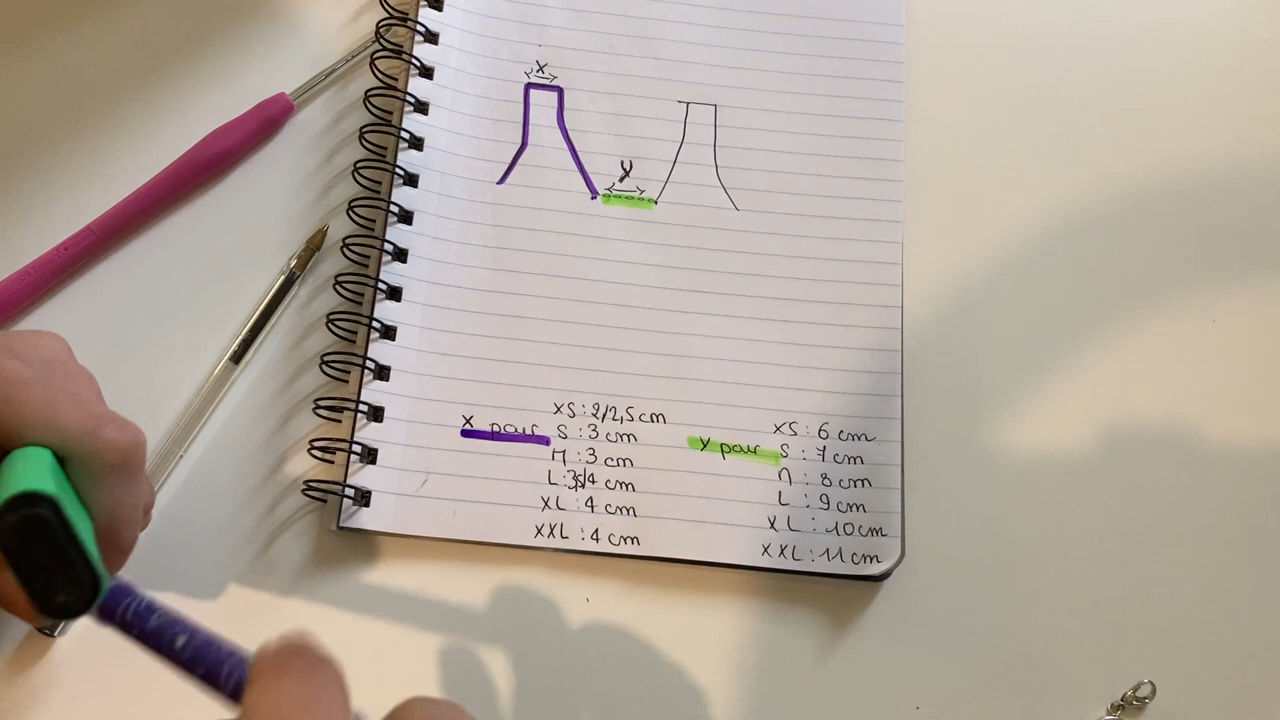 X
Y
X pour
XS : 2/2,5 cm
S : 3 cm
M : 3 cm
L : 3,5/4 cm
XL : 4 cm
XXL : 4 cm
Y pour
XS : 6 cm
S : 7 cm
M : 8 cm
L : 9 cm
XL : 10 cm
XXL : 11 cm